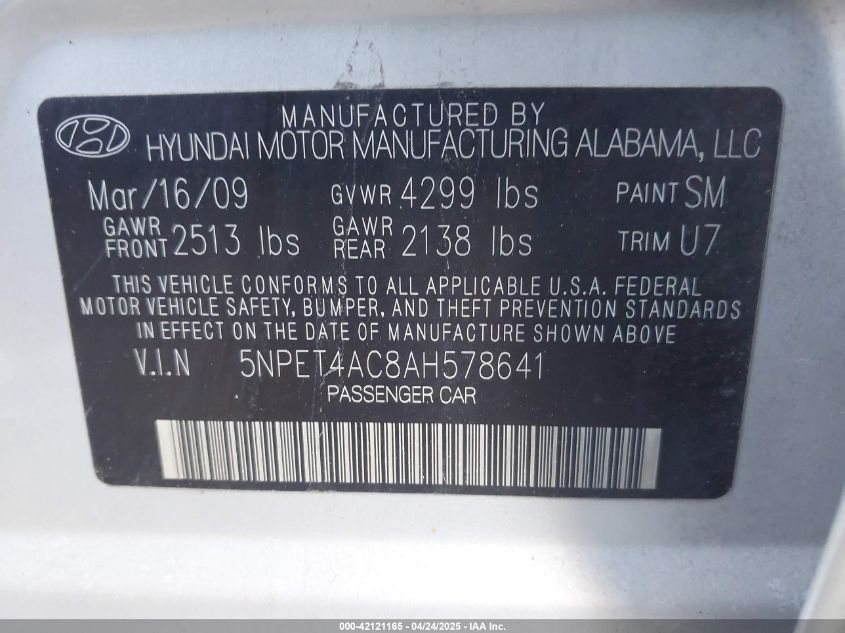 MANUFACTURED BY
HYUNDAI MOTOR MANUFACTURING ALABAMA, LLC
Mar/16/09 GVWR 4299 lbs PAINT SM
GAWR FRONT 2513 lbs GAWR REAR 2138 lbs TRIM U7
THIS VEHICLE CONFORMS TO ALL APPLICABLE U.S.A. FEDERAL
MOTOR VEHICLE SAFETY, BUMPER, AND THEFT PREVENTION STANDARDS
IN EFFECT ON THE DATE OF MANUFACTURE SHOWN ABOVE
V.I.N 5NPET4AC8AH578641
PASSENGER CAR
000-42121165 - 04/24/2025 - IAA Inc.